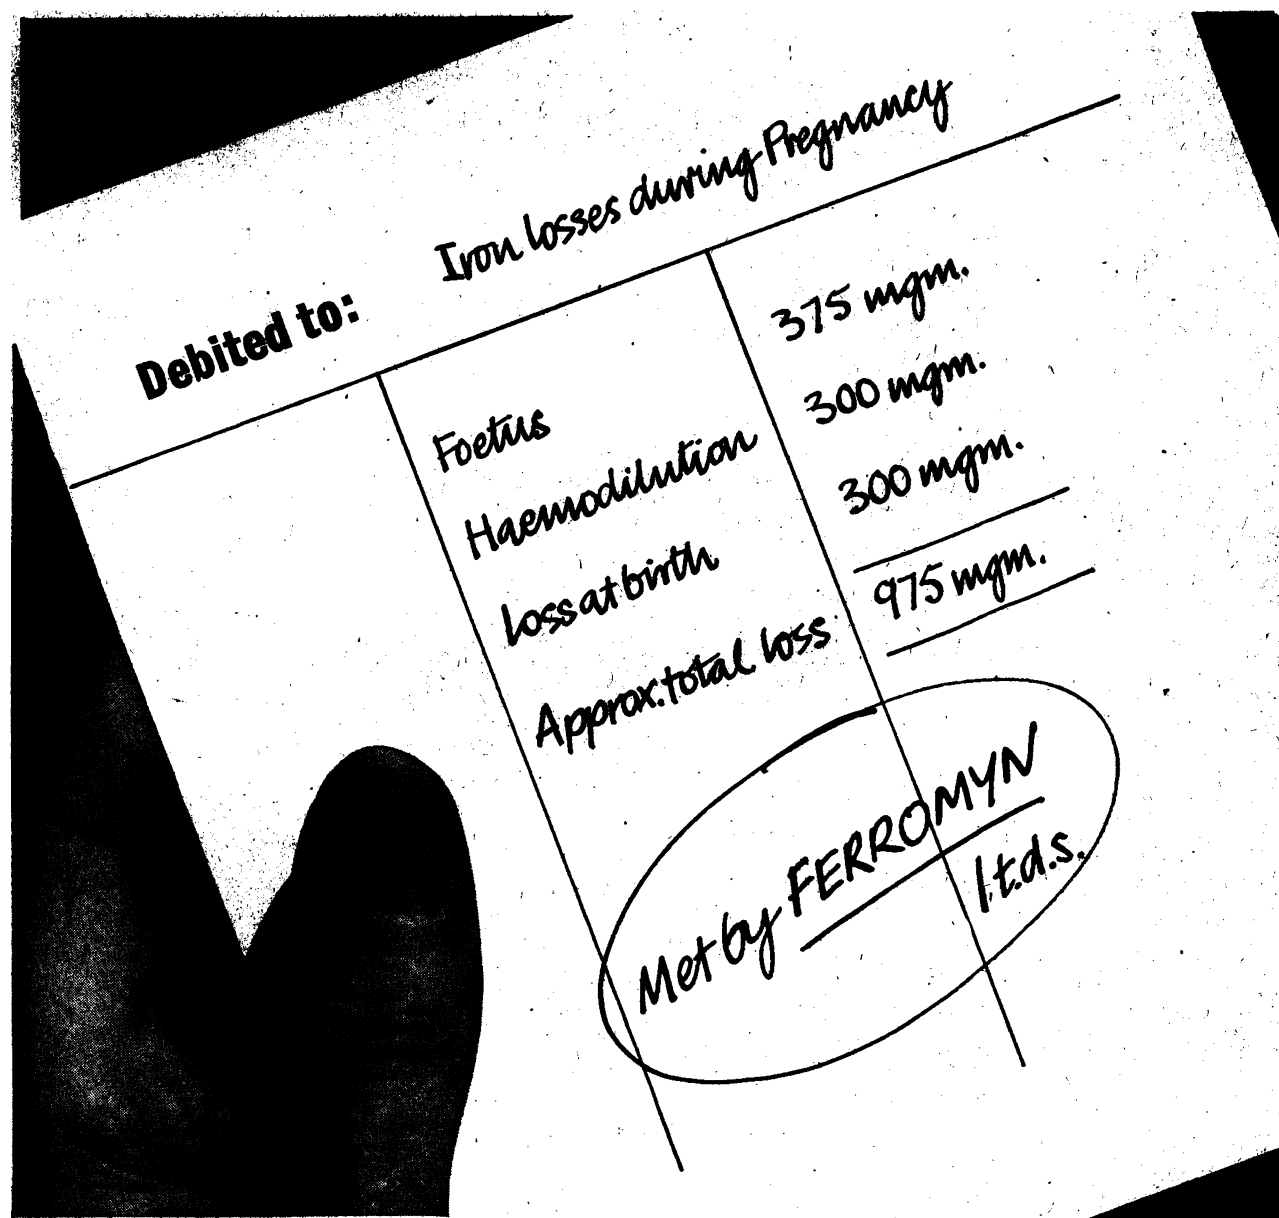 Debited to: Iron losses during Pregnancy
Foetus 375 mgm.
Haemodilution 300 mgm.
Loss at birth 300 mgm.
Approx. total loss 975 mgm.
Met by FERROMYN
1 t.d.s.